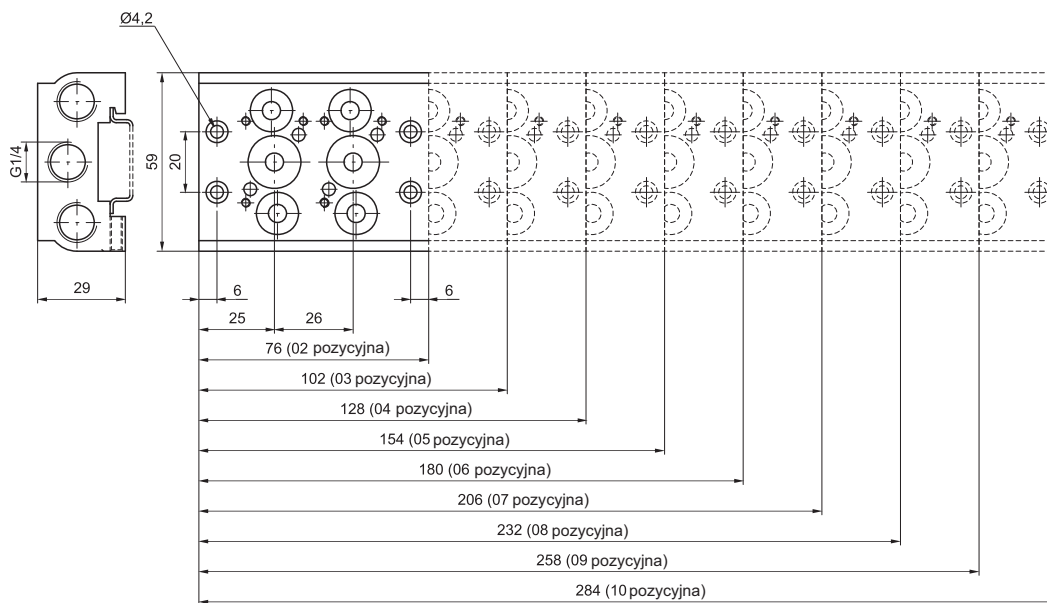 Ø4,2
G1/4
59
20
29
6
6
25
26
76 (02 pozycyjna)
102 (03 pozycyjna)
128 (04 pozycyjna)
154 (05 pozycyjna)
180 (06 pozycyjna)
206 (07 pozycyjna)
232 (08 pozycyjna)
258 (09 pozycyjna)
284 (10 pozycyjna)